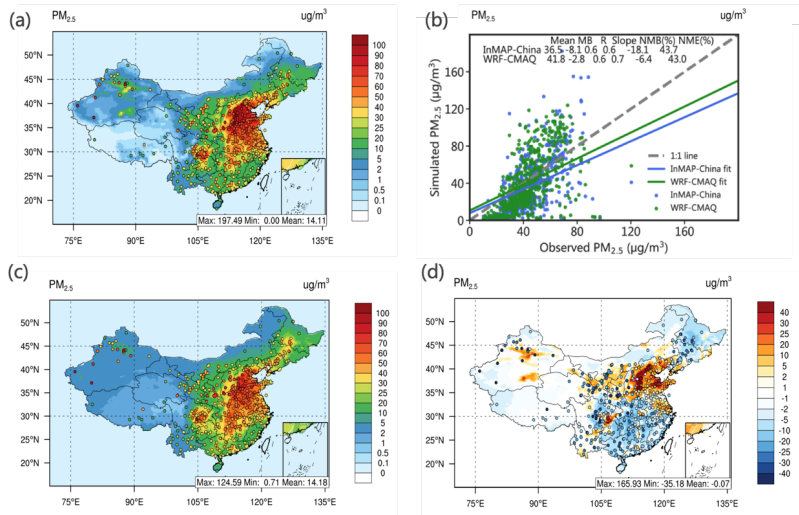 (a)
PM2.5
ug/m³
50°N
45°N
40°N
35°N
30°N
25°N
20°N
75°E
90°E
105°E
120°E
135°E
100
90
80
70
60
50
40
30
20
10
5
2
1
0.5
0.1
0
Max: 197.49 Min: 0.00 Mean: 14.11
(b)
Mean MB R Slope NMB(%) NME(%)
InMAP-China 36.5 -8.1 0.6 0.6 -18.1 43.7
WRF-CMAQ 41.8 -2.8 0.6 0.7 -6.4 43.0
Simulated PM2.5 (μg/m³)
160
120
80
40
0
0
40
80
120
160
Observed PM2.5 (μg/m³)
1:1 line
InMAP-China fit
WRF-CMAQ fit
InMAP-China
WRF-CMAQ
(c)
PM2.5
ug/m³
50°N
45°N
40°N
35°N
30°N
25°N
20°N
75°E
90°E
105°E
120°E
135°E
100
90
80
70
60
50
40
30
20
10
5
2
1
0.5
0.1
0
Max: 124.59 Min: 0.71 Mean: 14.18
(d)
PM2.5
ug/m³
50°N
45°N
40°N
35°N
30°N
25°N
20°N
75°E
90°E
105°E
120°E
135°E
40
30
25
20
10
5
1
-1
-2
-5
-10
-20
-25
-30
-40
Max: 165.93 Min: -35.18 Mean: -0.07